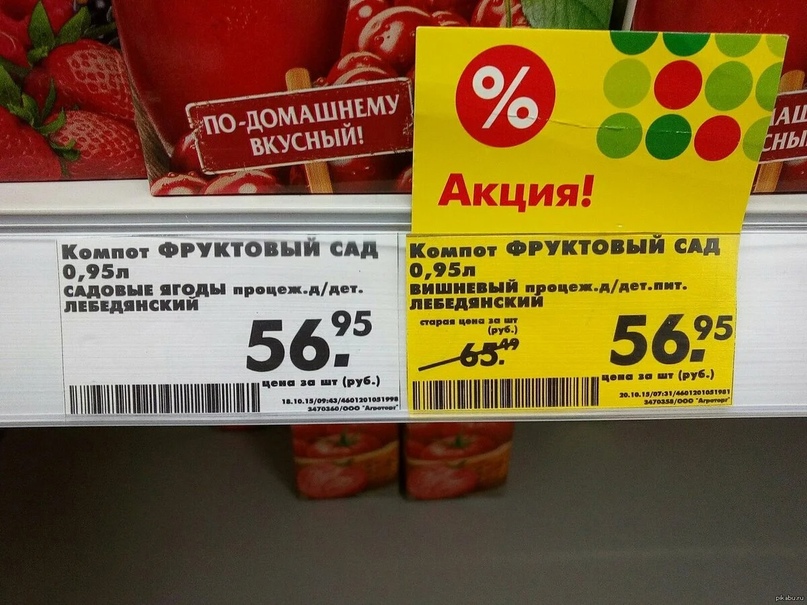 ПО-ДОМАШНЕМУ
ВКУСНЫЙ!
%
Акция!
Компот ФРУКТОВЫЙ САД
0,95л
САДОВЫЕ ЯГОДЫ процеж.д/дет.
ЛЕБЕДЯНСКИЙ
56.95
цена за шт (руб.)
18.10.15/09:43/4601201051998
3470360/ООО "Агроторг"
Компот ФРУКТОВЫЙ САД
0,95л
ВИШНЕВЫЙ процеж.д/дет.пит.
ЛЕБЕДЯНСКИЙ
старая цена за шт
(руб.)
65.49
56.95
цена за шт (руб.)
20.10.15/07:31/4601201051981
3470358/ООО "Агроторг"
pikabu.ru